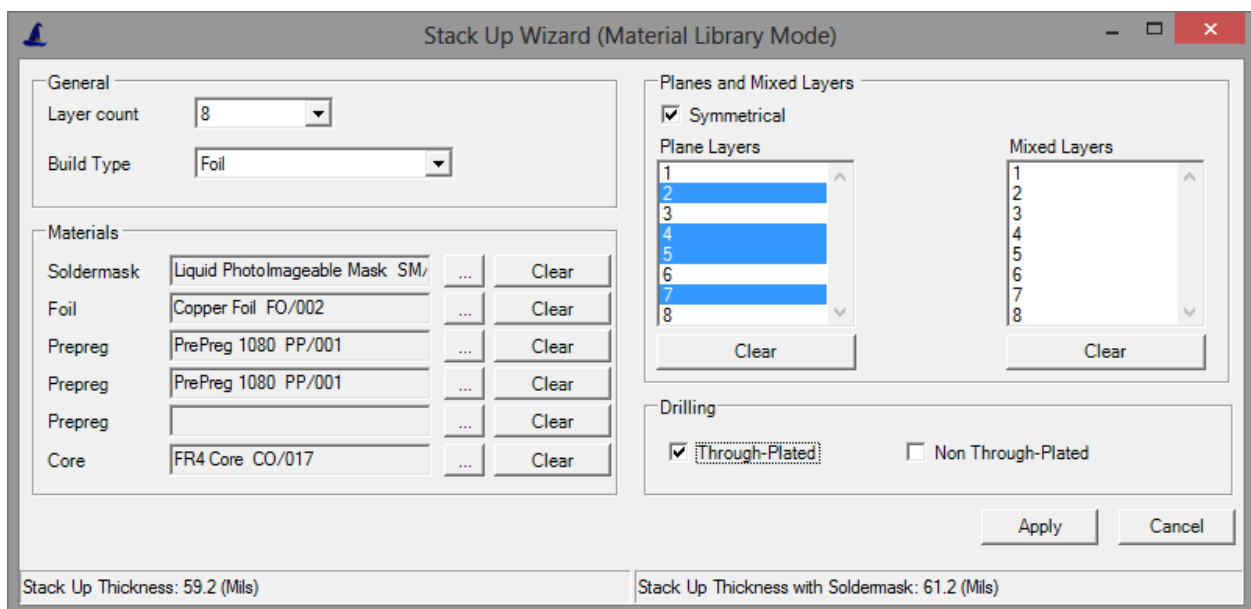 Stack Up Wizard (Material Library Mode)
General
Layer count 8
Build Type Foil
Materials
Soldermask Liquid PhotoImageable Mask SM/ ... Clear
Foil Copper Foil FO/002 ... Clear
Prepreg PrePreg 1080 PP/001 ... Clear
Prepreg PrePreg 1080 PP/001 ... Clear
Prepreg ... Clear
Core FR4 Core CO/017 ... Clear
Planes and Mixed Layers
Symmetrical
Plane Layers
1
2
3
4
5
6
7
8
Clear
Mixed Layers
1
2
3
4
5
6
7
8
Clear
Drilling
Through-Plated Non Through-Plated
Apply Cancel
Stack Up Thickness: 59.2 (Mils)
Stack Up Thickness with Soldermask: 61.2 (Mils)